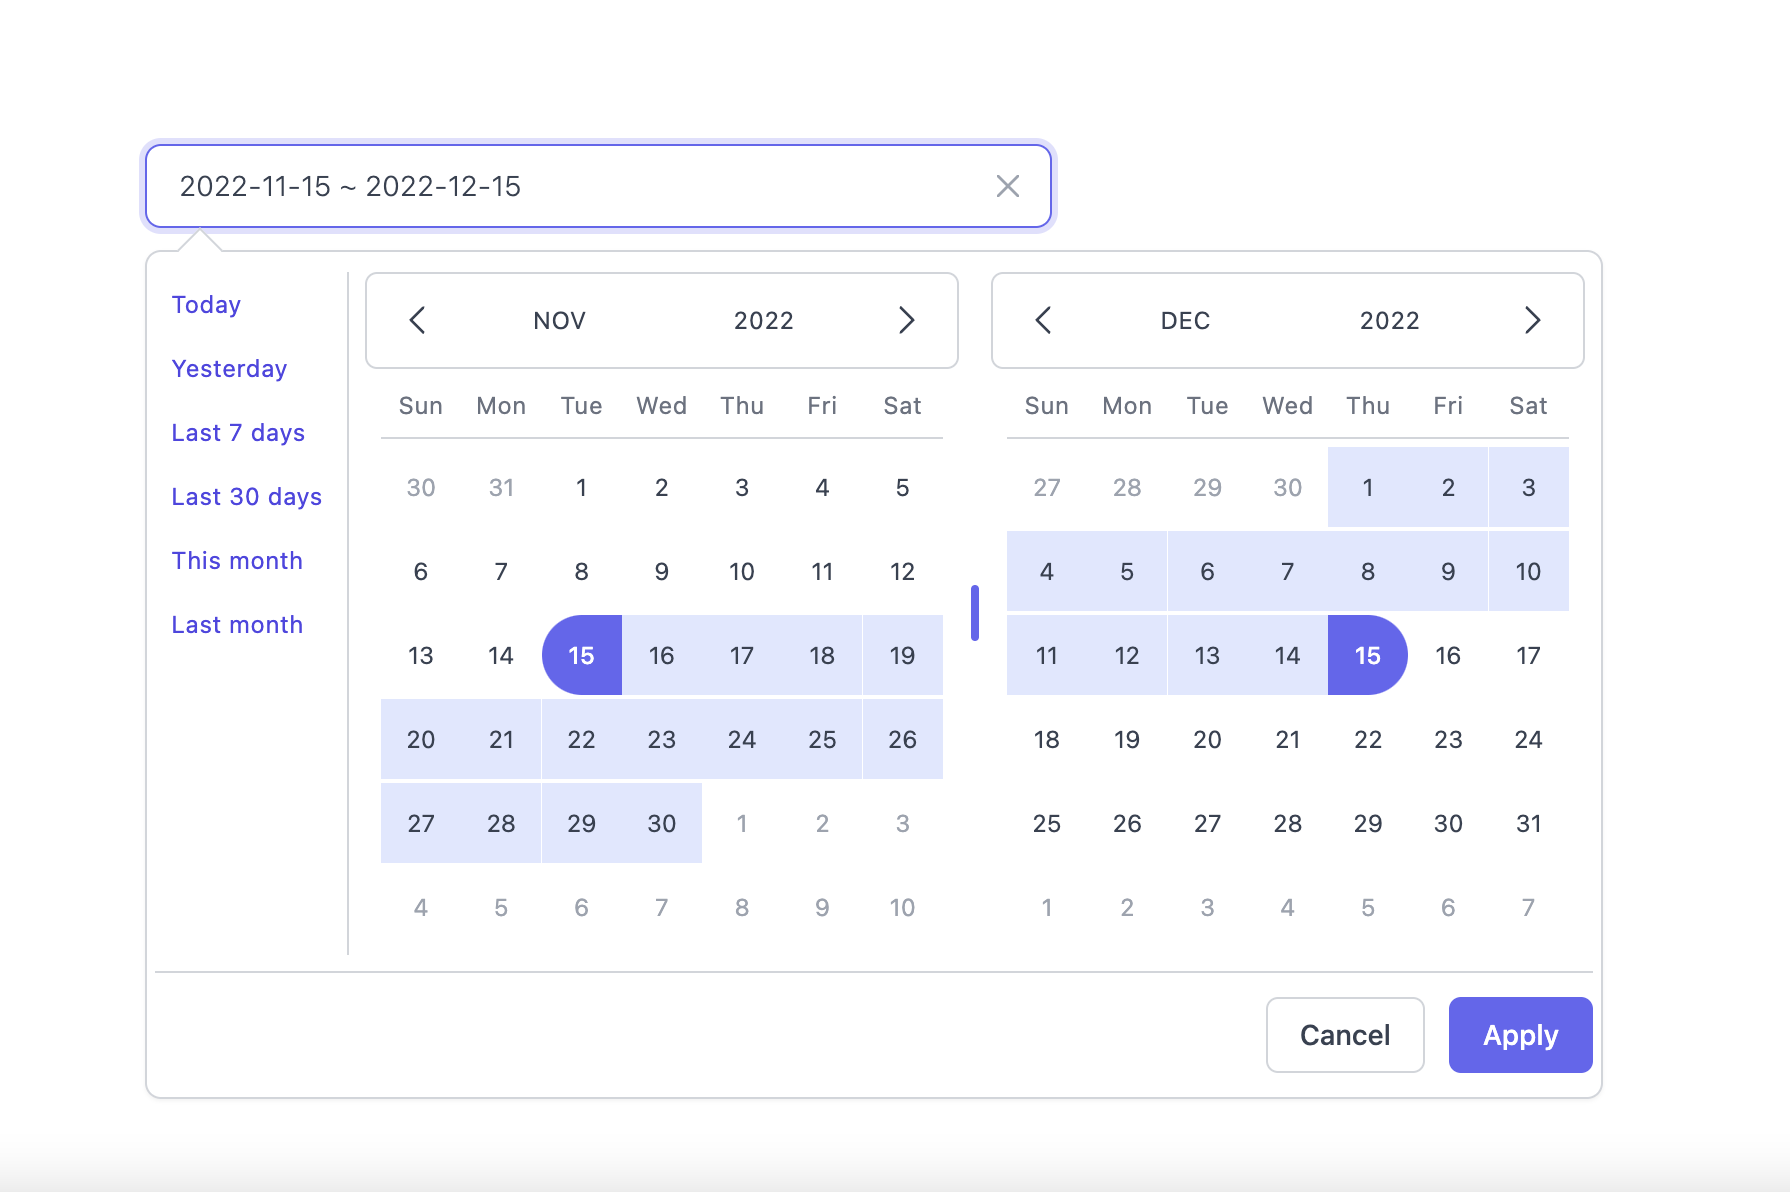 2022-11-15 ~ 2022-12-15
Today
Yesterday
Last 7 days
Last 30 days
This month
Last month
NOV 2022
Sun Mon Tue Wed Thu Fri Sat
30 31 1 2 3 4 5
6 7 8 9 10 11 12
13 14 15 16 17 18 19
20 21 22 23 24 25 26
27 28 29 30 1 2 3
4 5 6 7 8 9 10
DEC 2022
Sun Mon Tue Wed Thu Fri Sat
27 28 29 30 1 2 3
4 5 6 7 8 9 10
11 12 13 14 15 16 17
18 19 20 21 22 23 24
25 26 27 28 29 30 31
1 2 3 4 5 6 7
Cancel
Apply